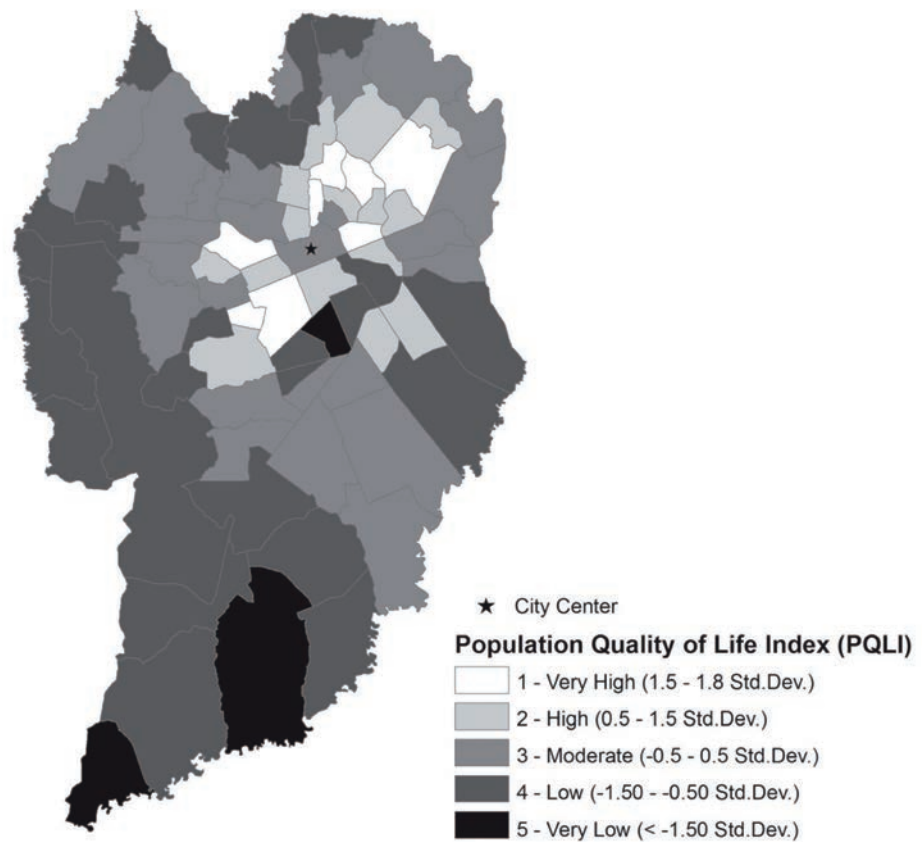 City Center
Population Quality of Life Index (PQLI)
1 - Very High (1.5 - 1.8 Std.Dev.)
2 - High (0.5 - 1.5 Std.Dev.)
3 - Moderate (-0.5 - 0.5 Std.Dev.)
4 - Low (-1.50 - -0.50 Std.Dev.)
5 - Very Low (< -1.50 Std.Dev.)